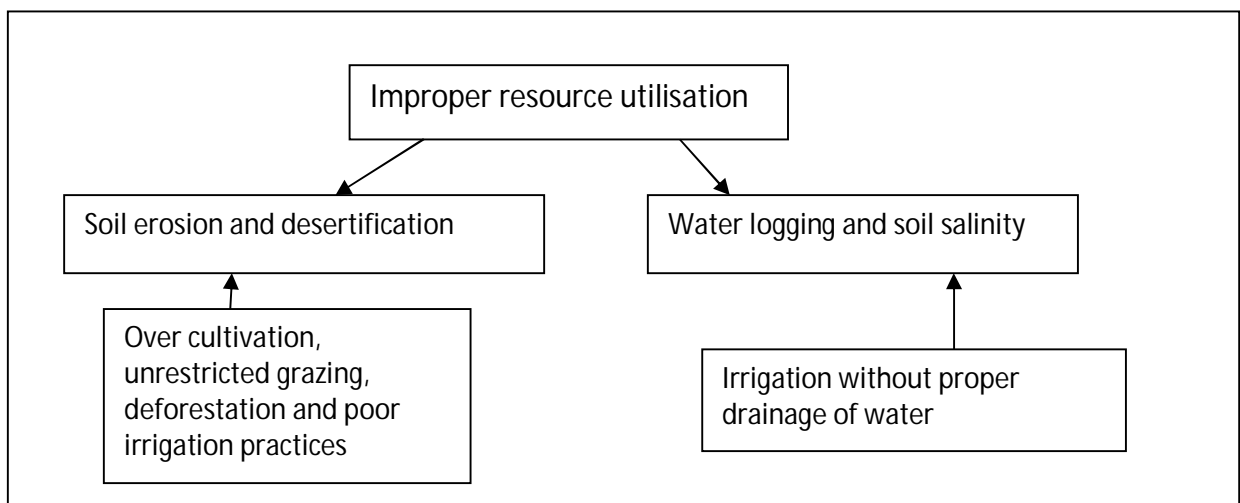 Improper resource utilisation
Soil erosion and desertification
Water logging and soil salinity
Over cultivation,
unrestricted grazing,
deforestation and poor
irrigation practices
Irrigation without proper
drainage of water